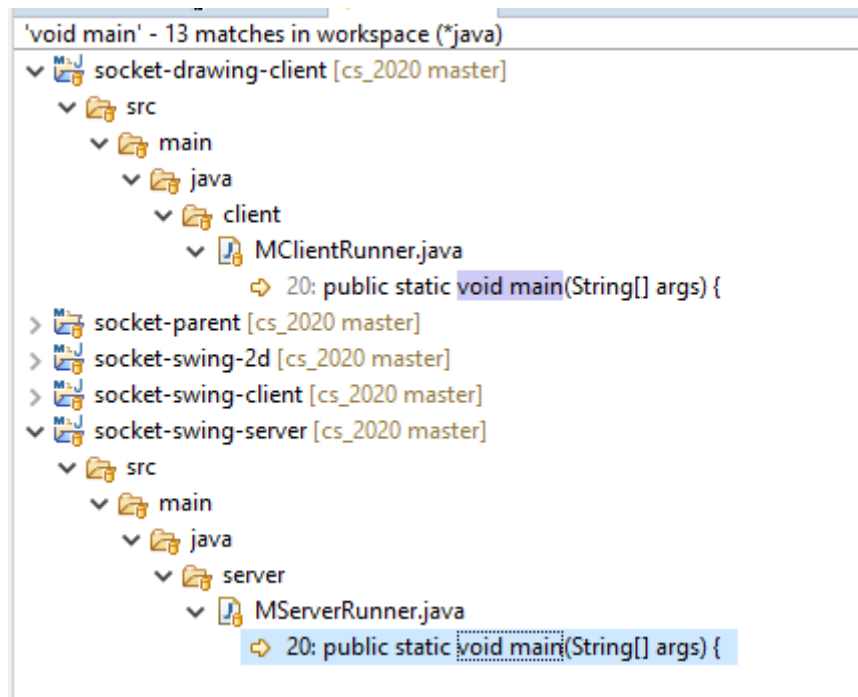 'void main' - 13 matches in workspace (*java)
socket-drawing-client [cs_2020 master]
src
main
java
client
MClientRunner.java
20: public static void main(String[] args) {
socket-parent [cs_2020 master]
socket-swing-2d [cs_2020 master]
socket-swing-client [cs_2020 master]
socket-swing-server [cs_2020 master]
src
main
java
server
MServerRunner.java
20: public static void main(String[] args) {